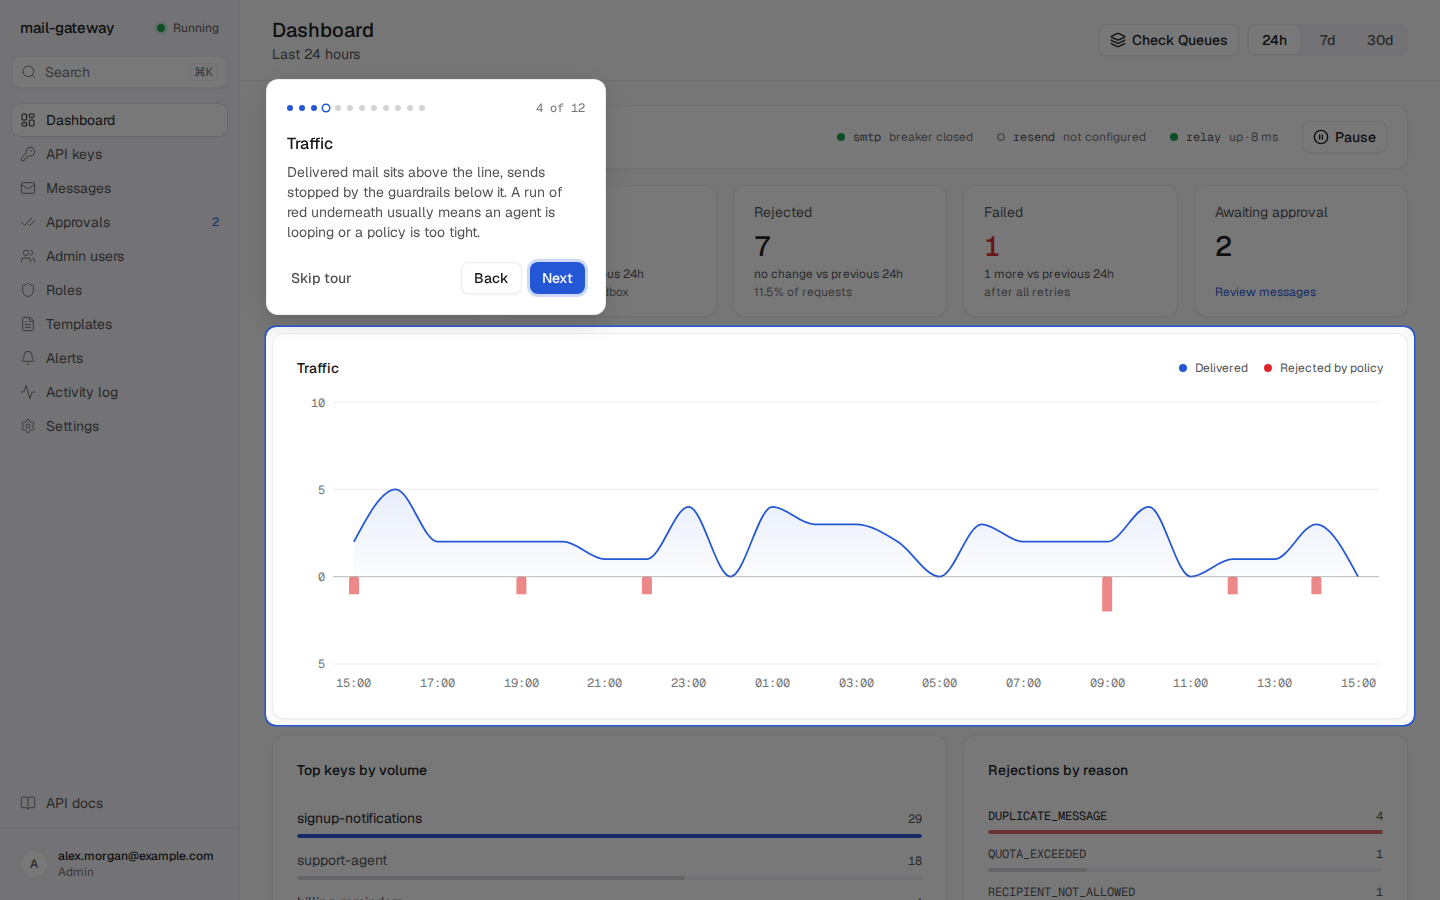 mail-gateway
Running
Search
⌘K
Dashboard
API keys
Messages
Approvals
2
Admin users
Roles
Templates
Alerts
Activity log
Settings
API docs
A
alex.morgan@example.com
Admin
Dashboard
Last 24 hours
Check Queues
24h
7d
30d
4 of 12
Traffic
Delivered mail sits above the line, sends
stopped by the guardrails below it. A run of
red underneath usually means an agent is
looping or a policy is too tight.
Skip tour
Back
Next
smtp breaker closed
resend not configured
relay up · 8 ms
Pause
Rejected
7
no change vs previous 24h
11.5% of requests
Failed
1
1 more vs previous 24h
after all retries
Awaiting approval
2
Review messages
Traffic
Delivered
Rejected by policy
10
5
0
5
15:00 17:00 19:00 21:00 23:00 01:00 03:00 05:00 07:00 09:00 11:00 13:00 15:00
Top keys by volume
signup-notifications 29
support-agent 18
Rejections by reason
DUPLICATE_MESSAGE 4
QUOTA_EXCEEDED 1
RECIPIENT_NOT_ALLOWED 1